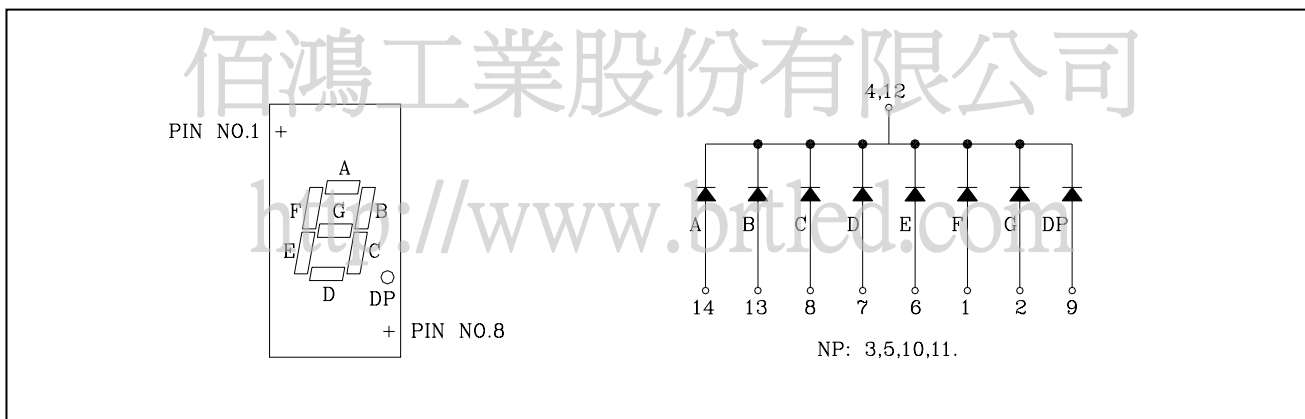 佰鴻工業股份有限公司
http://www.brtled.com
PIN NO.1
A
F G B
E C
D DP
PIN NO.8
4,12
A B C D E F G DP
14 13 8 7 6 1 2 9
NP: 3,5,10,11.